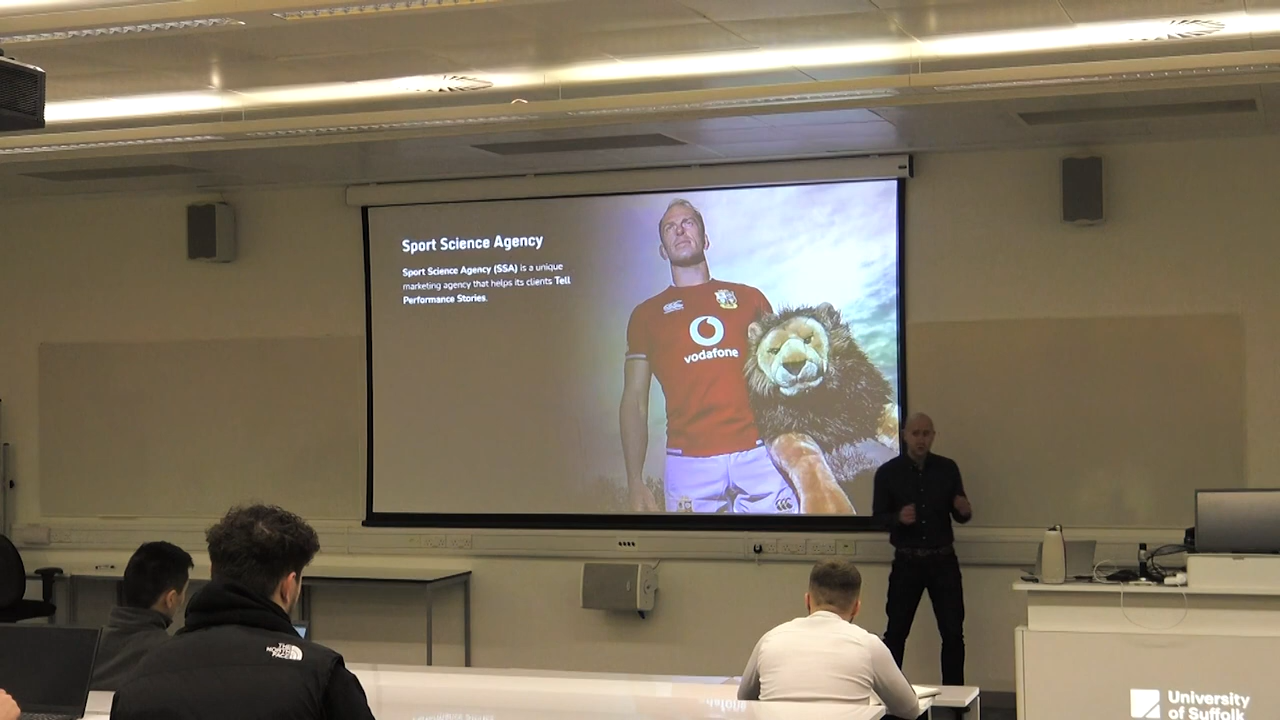 Sport Science Agency
Sport Science Agency (SSA) is a unique
marketing agency that helps its clients Tell
Performance Stories.
vodafone
THE
NORTH
FACE
University
of Suffolk